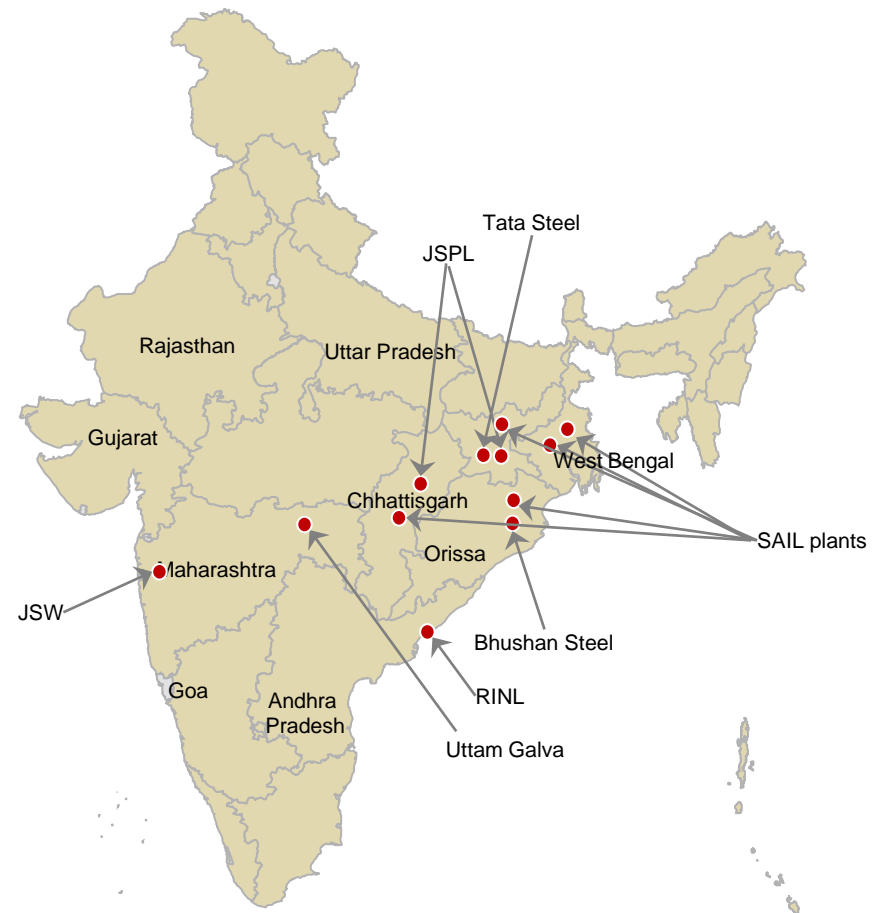 Tata Steel
JSPL
Rajasthan
Uttar Pradesh
Gujarat
West Bengal
Chhattisgarh
SAIL plants
Orissa
Maharashtra
JSW
Bhushan Steel
Goa
Andhra
Pradesh
RINL
Uttam Galva